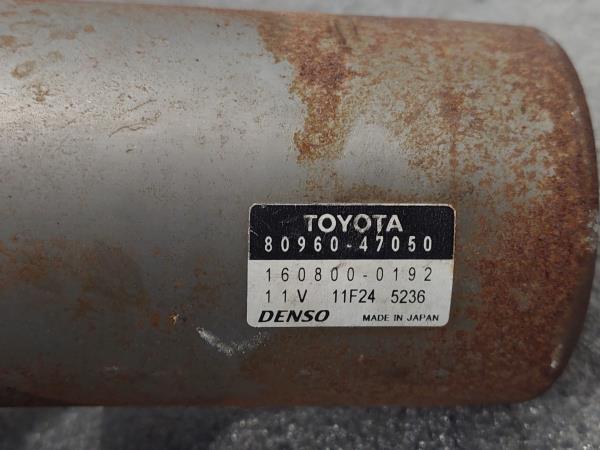 TOYOTA
80960-47050
160800-0192
11V 11F24 5236
DENSO MADE IN JAPAN